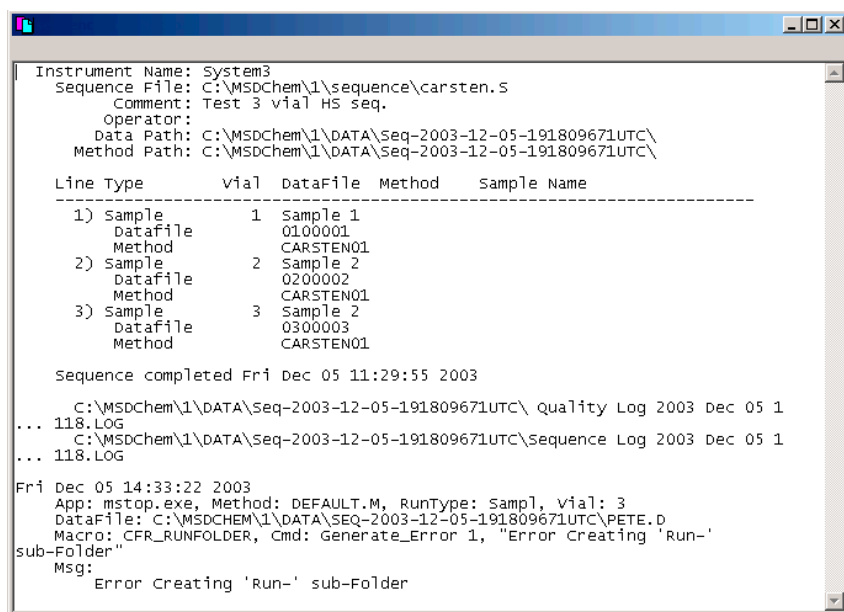 Instrument Name: System3
Sequence File: C:\MSDChem\1\sequence\carsten.S
Comment: Test 3 vial HS seq.
Operator:
Data Path: C:\MSDChem\1\DATA\Seq-2003-12-05-191809671UTC\
Method Path: C:\MSDChem\1\DATA\Seq-2003-12-05-191809671UTC\
Line Type Vial DataFile Method Sample Name
--------------------------------------------------------------------------
1) Sample 1 Sample 1
Datafile 0100001
Method CARSTEN01
2) Sample 2 Sample 2
Datafile 0200002
Method CARSTEN01
3) Sample 3 Sample 2
Datafile 0300003
Method CARSTEN01
Sequence completed Fri Dec 05 11:29:55 2003
C:\MSDChem\1\DATA\Seq-2003-12-05-191809671UTC\ Quality Log 2003 Dec 05 1
... 118.LOG
C:\MSDChem\1\DATA\Seq-2003-12-05-191809671UTC\Sequence Log 2003 Dec 05 1
... 118.LOG
Fri Dec 05 14:33:22 2003
App: mstop.exe, Method: DEFAULT.M, RunType: Sampl, Vial: 3
DataFile: C:\MSDCHEM\1\DATA\SEQ-2003-12-05-191809671UTC\PETE.D
Macro: CFR_RUNFOLDER, Cmd: Generate_Error 1, "Error Creating 'Run-'
sub-Folder"
Msg:
Error Creating 'Run-' sub-Folder